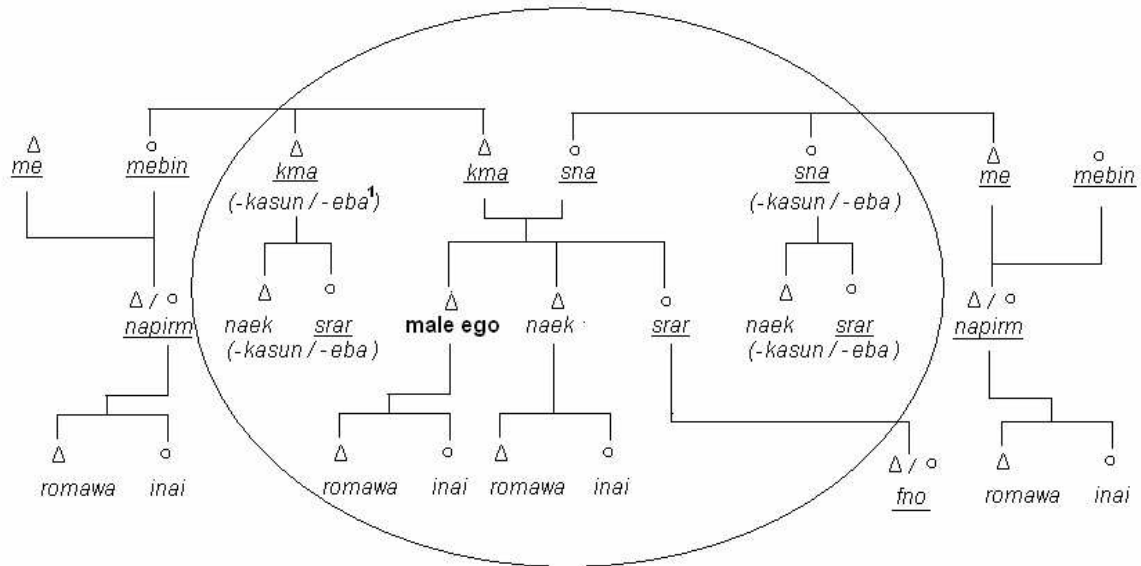 me mebin kma kma sna sna me mebin
(-kasun / -eba¹) (-kasun / -eba)
napirm naek srar male ego naek srar naek srar napirm
(-kasun / -eba) (-kasun / -eba)
romawa inai romawa inai romawa inai fno romawa inai